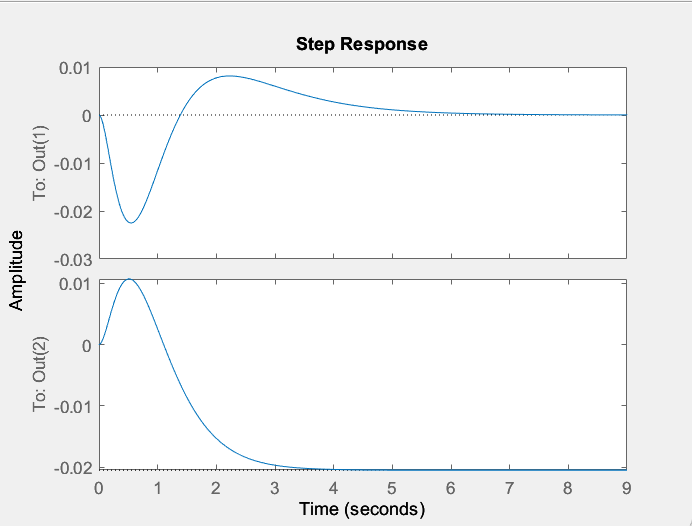 Step Response
0.01
0
-0.01
-0.02
-0.03
To: Out(1)
Amplitude
0.01
0
-0.01
-0.02
To: Out(2)
0 1 2 3 4 5 6 7 8 9
Time (seconds)